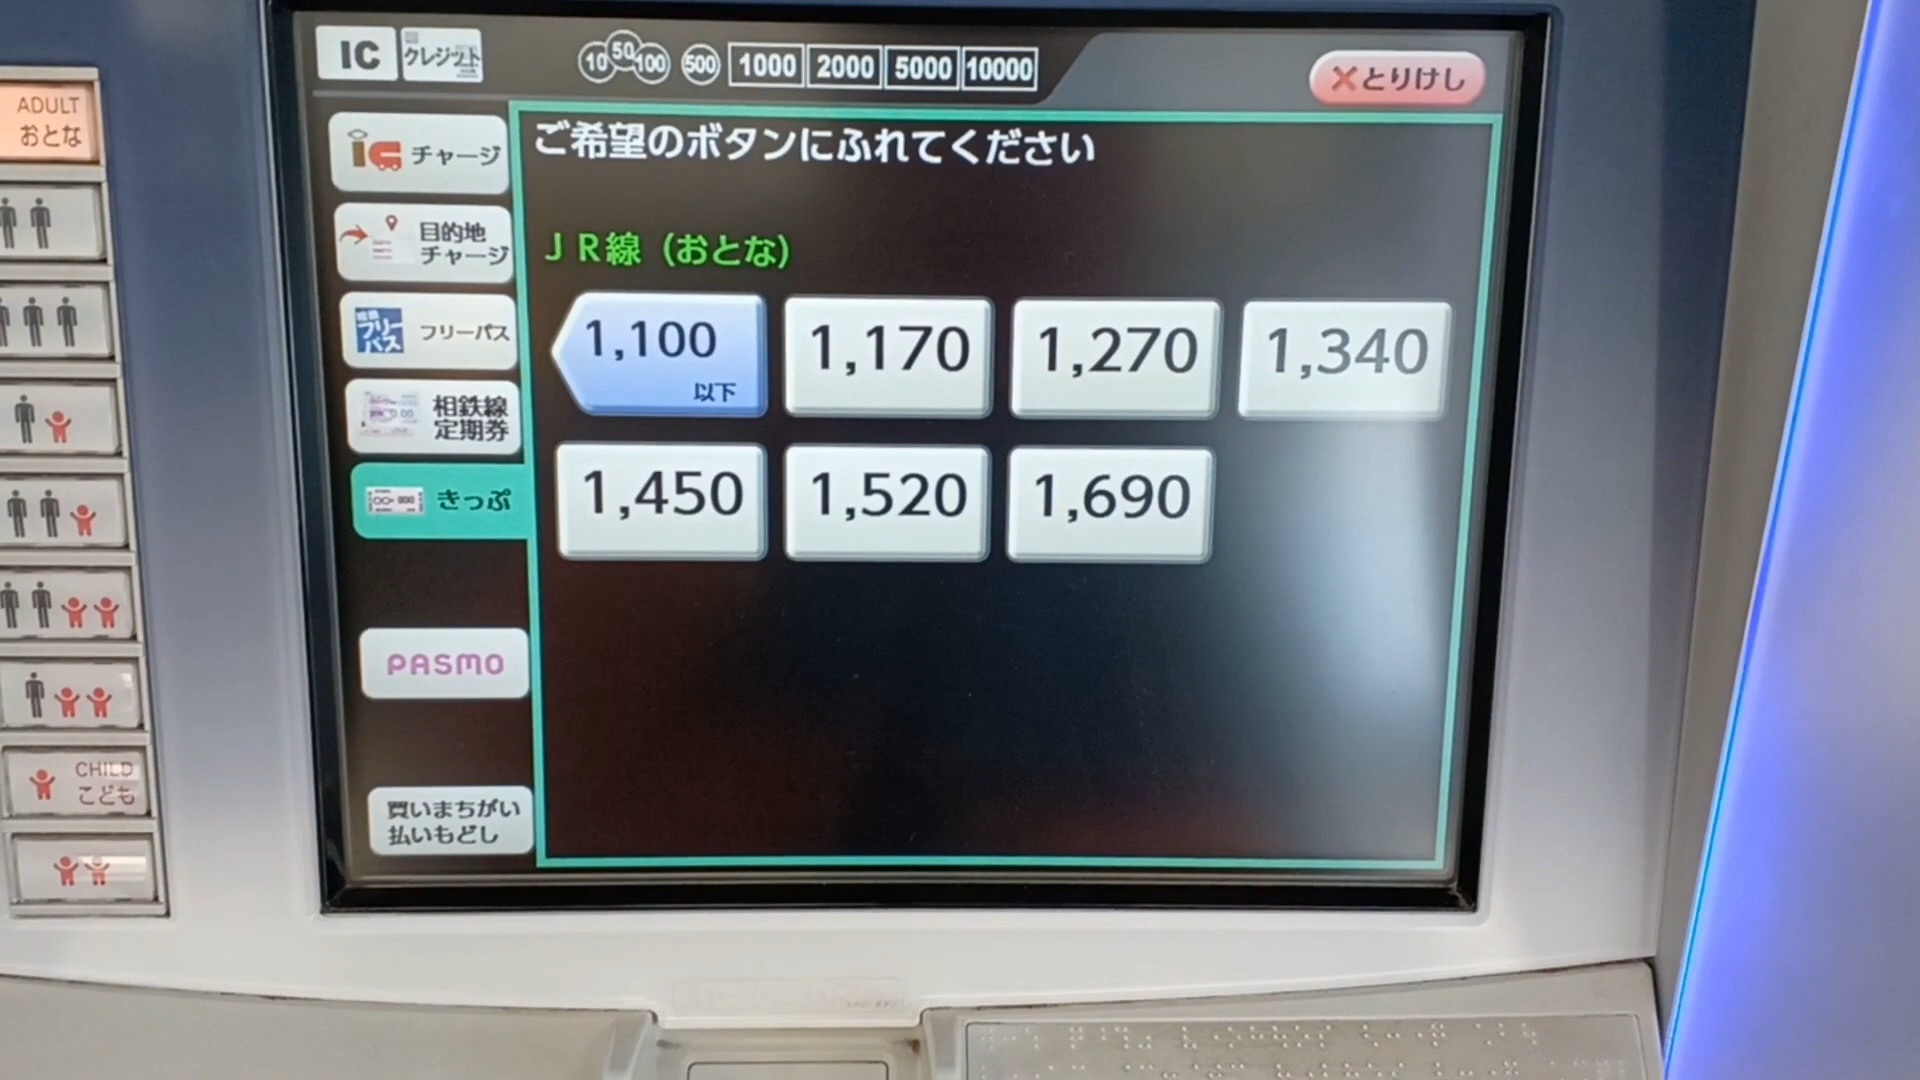 IC
クレジット
10 50 100 500 1000 2000 5000 10000
×とりけし
ADULT
おとな
ご希望のボタンにふれてください
チャージ
目的地
チャージ
フリーパス
相鉄線
定期券
きっぷ
PASMO
買いまちがい
払いもどし
JR線 (おとな)
1,100
以下
1,170
1,270
1,340
1,450
1,520
1,690
CHILD
こども